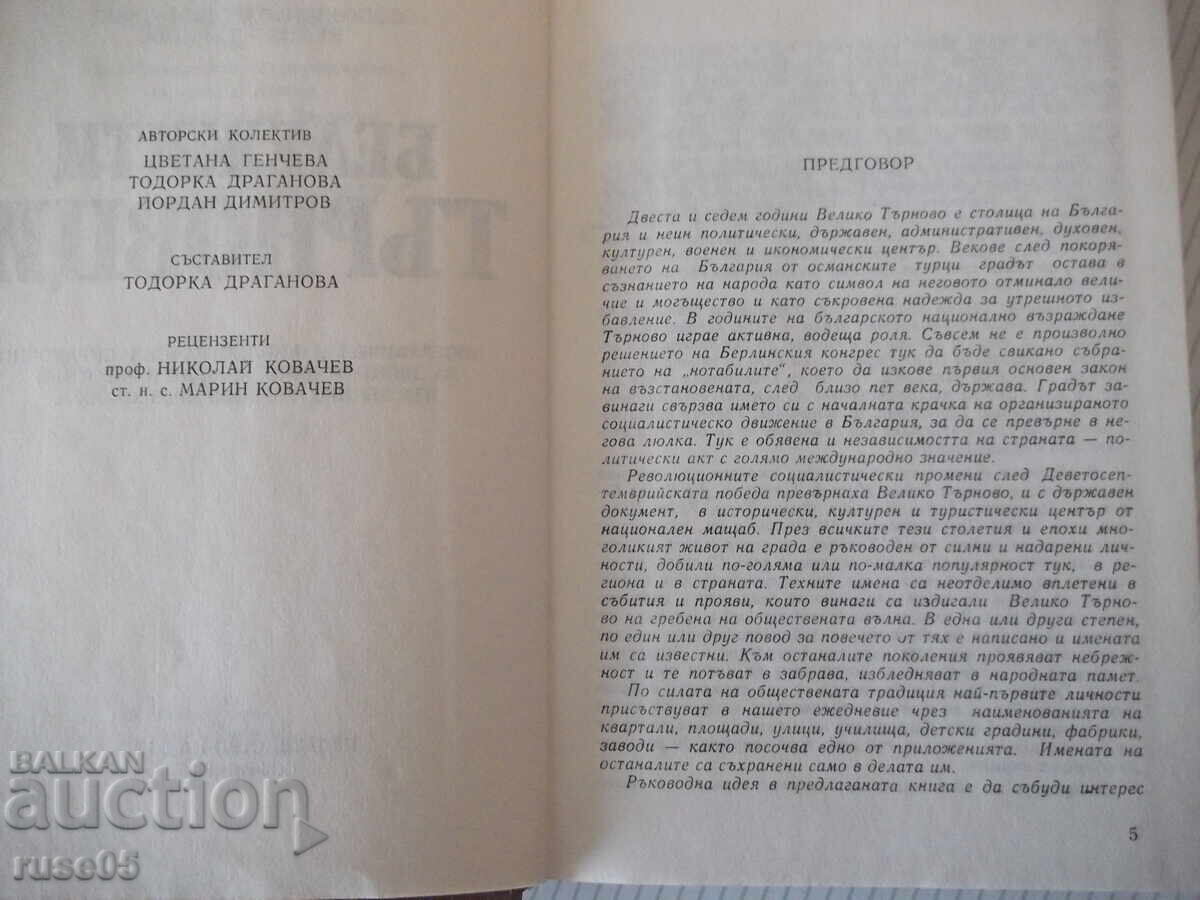 АВТОРСКИ КОЛЕКТИВ
ЦВЕТАНА ГЕНЧЕВА
ТОДОРКА ДРАГАНОВА
ЙОРДАН ДИМИТРОВ
СЪСТАВИТЕЛ
ТОДОРКА ДРАГАНОВА
РЕЦЕНЗЕНТИ
проф. НИКОЛАЙ КОВАЧЕВ
ст. н. с. МАРИН КОВАЧЕВ
ПРЕДГОВОР
Двеста и седем години Велико Търново е столица на Бълга-
рия и неин политически, държавен, административен, духовен,
културен, военен и икономически център. Векове след покоря-
ването на България от османските турци градът остава в
съзнанието на народа като символ на неговото отминало вели-
чие и могъщество и като съкровена надежда за утрешното из-
бавление. В годините на българското национално възраждане
Търново играе активна, водеща роля. Съвсем не е произволно
решението на Берлинския конгрес тук да бъде свикано събра-
нието на „нотабилите“, което да изкове първия основен закон
на възстановената, след близо пет века, държава. Градът за-
винаги свързва името си с началната крачка на организираното
социалистическо движение в България, за да се превърне в не-
гова люлка. Тук е обявена и независимостта на страната — по-
литически акт с голямо международно значение.
Революционните социалистически промени след Деветосеп-
темврийската победа превърнаха Велико Търново, и с държавен
документ, в исторически, културен и туристически център от
национален мащаб. През всичките тези столетия и епохи мно-
голикият живот на града е ръководен от силни и надарени лич-
ности, добили по-голяма или по-малка популярност тук, в ре-
гиона и в страната. Техните имена са неотделимо вплетени в
събития и прояви, които винаги са издигали Велико Търно-
во на гребена на обществената вълна. В една или друга степен,
по един или друг повод за повечето от тях е написано и имената
им са известни. Към останалите поколения проявяват небреж-
ност и те потъват в забрава, избледняват в народната памет.
По силата на обществената традиция най-първите личности
присъствуват в нашето ежедневие чрез наименованията на
квартали, площади, улици, училища, детски градини, фабрики,
заводи — както посочва едно от приложенията. Имената на
останалите са съхранени само в делата им.
Ръководна идея в предлаганата книга е да събуди интерес
5
BALKAN
auction
ruse05